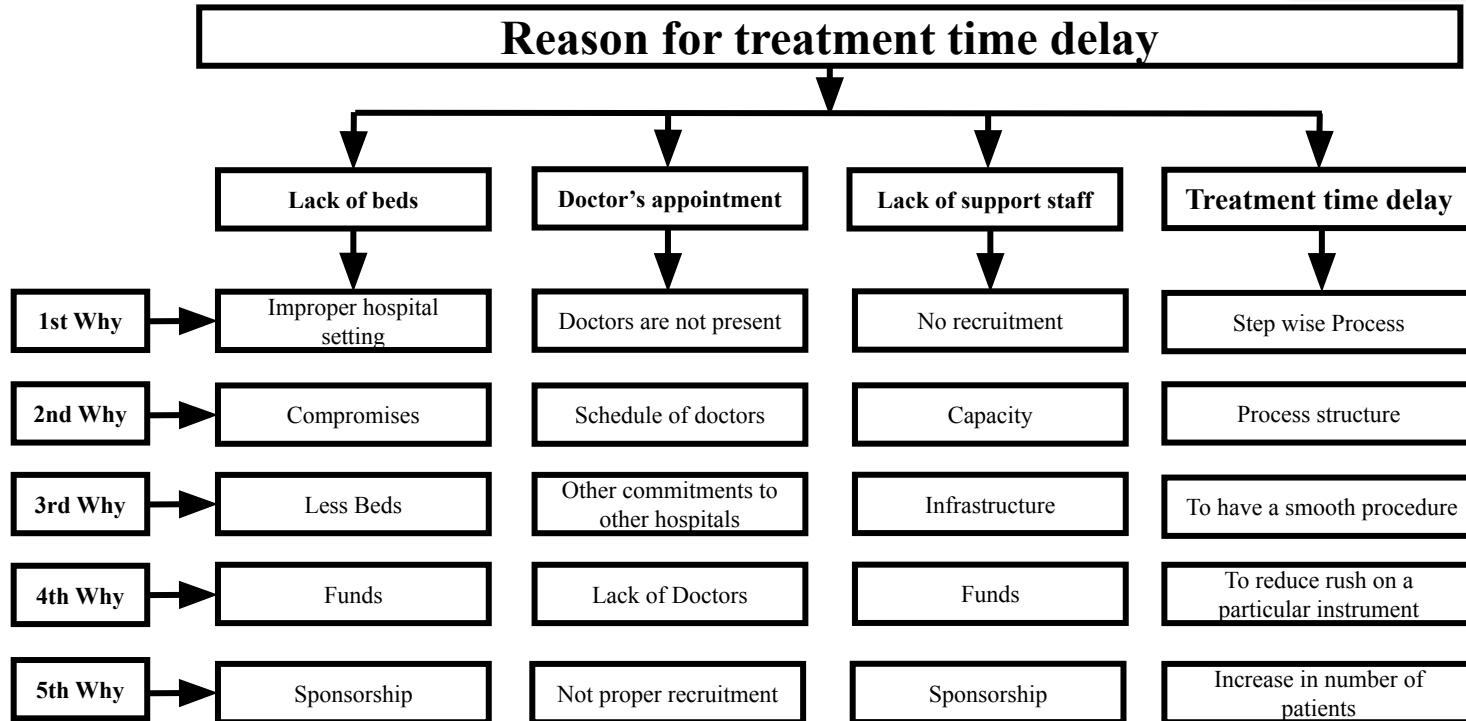 Reason for treatment time delay
Lack of beds
Doctor’s appointment
Lack of support staff
Treatment time delay
1st Why
Improper hospital
setting
Doctors are not present
No recruitment
Step wise Process
2nd Why
Compromises
Schedule of doctors
Capacity
Process structure
3rd Why
Less Beds
Other commitments to
other hospitals
Infrastructure
To have a smooth procedure
4th Why
Funds
Lack of Doctors
Funds
To reduce rush on a
particular instrument
5th Why
Sponsorship
Not proper recruitment
Sponsorship
Increase in number of
patients